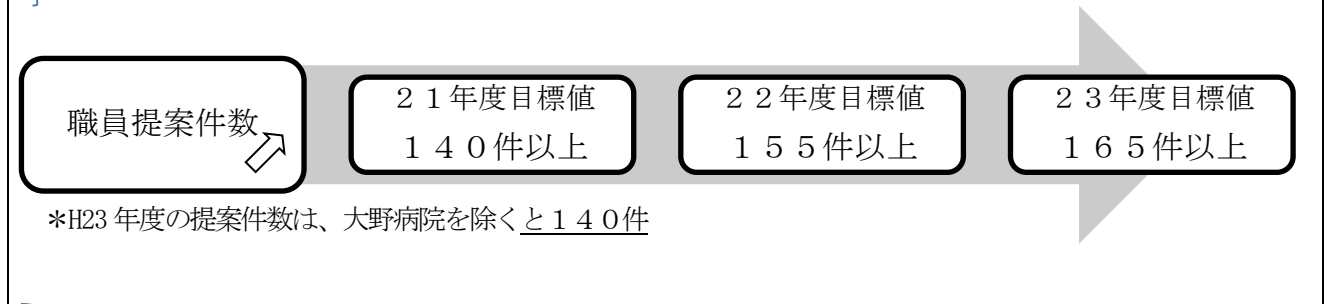 職員提案件数
２１年度目標値
１４０件以上
２２年度目標値
１５５件以上
２３年度目標値
１６５件以上
＊H23年度の提案件数は、大野病院を除くと１４０件